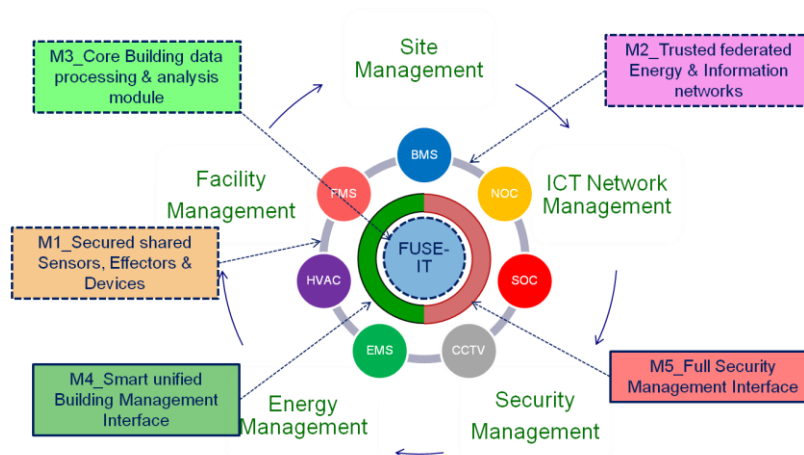 M3_Core Building data
processing & analysis
module
Site
Management
M2_Trusted federated
Energy & Information
networks
BMS
Facility
Management
FMS
NOC
ICT Network
Management
M1_Secured shared
Sensors, Effectors &
Devices
FUSE-
IT
HVAC
SOC
EMS
CCTV
M4_Smart unified
Building Management
Interface
M5_Full Security
Management Interface
Energy
Management
Security
Management